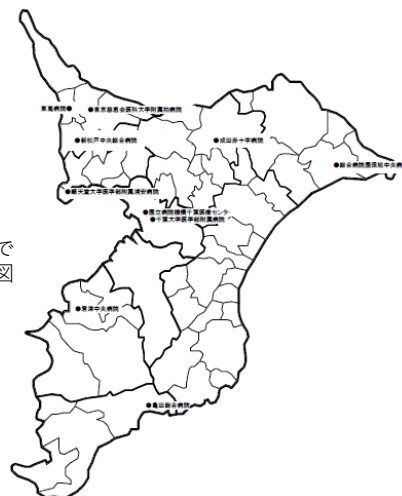 東葛病院●
●東京慈恵会医科大学附属柏病院
●新松戸中央総合病院
●成田赤十字病院
●総合病院国保旭中央病院
●順天堂大学医学部附属浦安病院
●国立病院機構千葉医療センター
●千葉大学医学部附属病院
で
図
●君津中央病院
●亀田総合病院